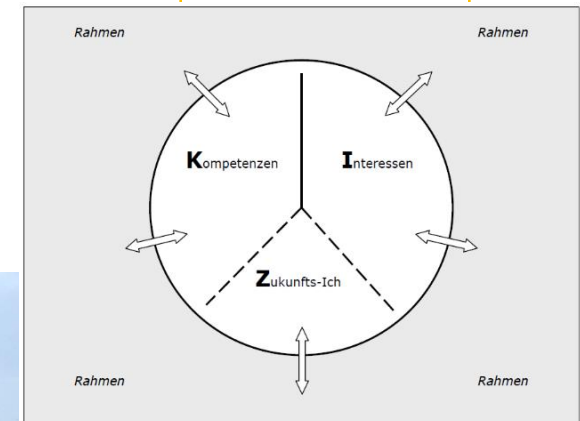 Rahmen
Rahmen
Kompetenzen
Interessen
Zukunfts-Ich
Rahmen
Rahmen